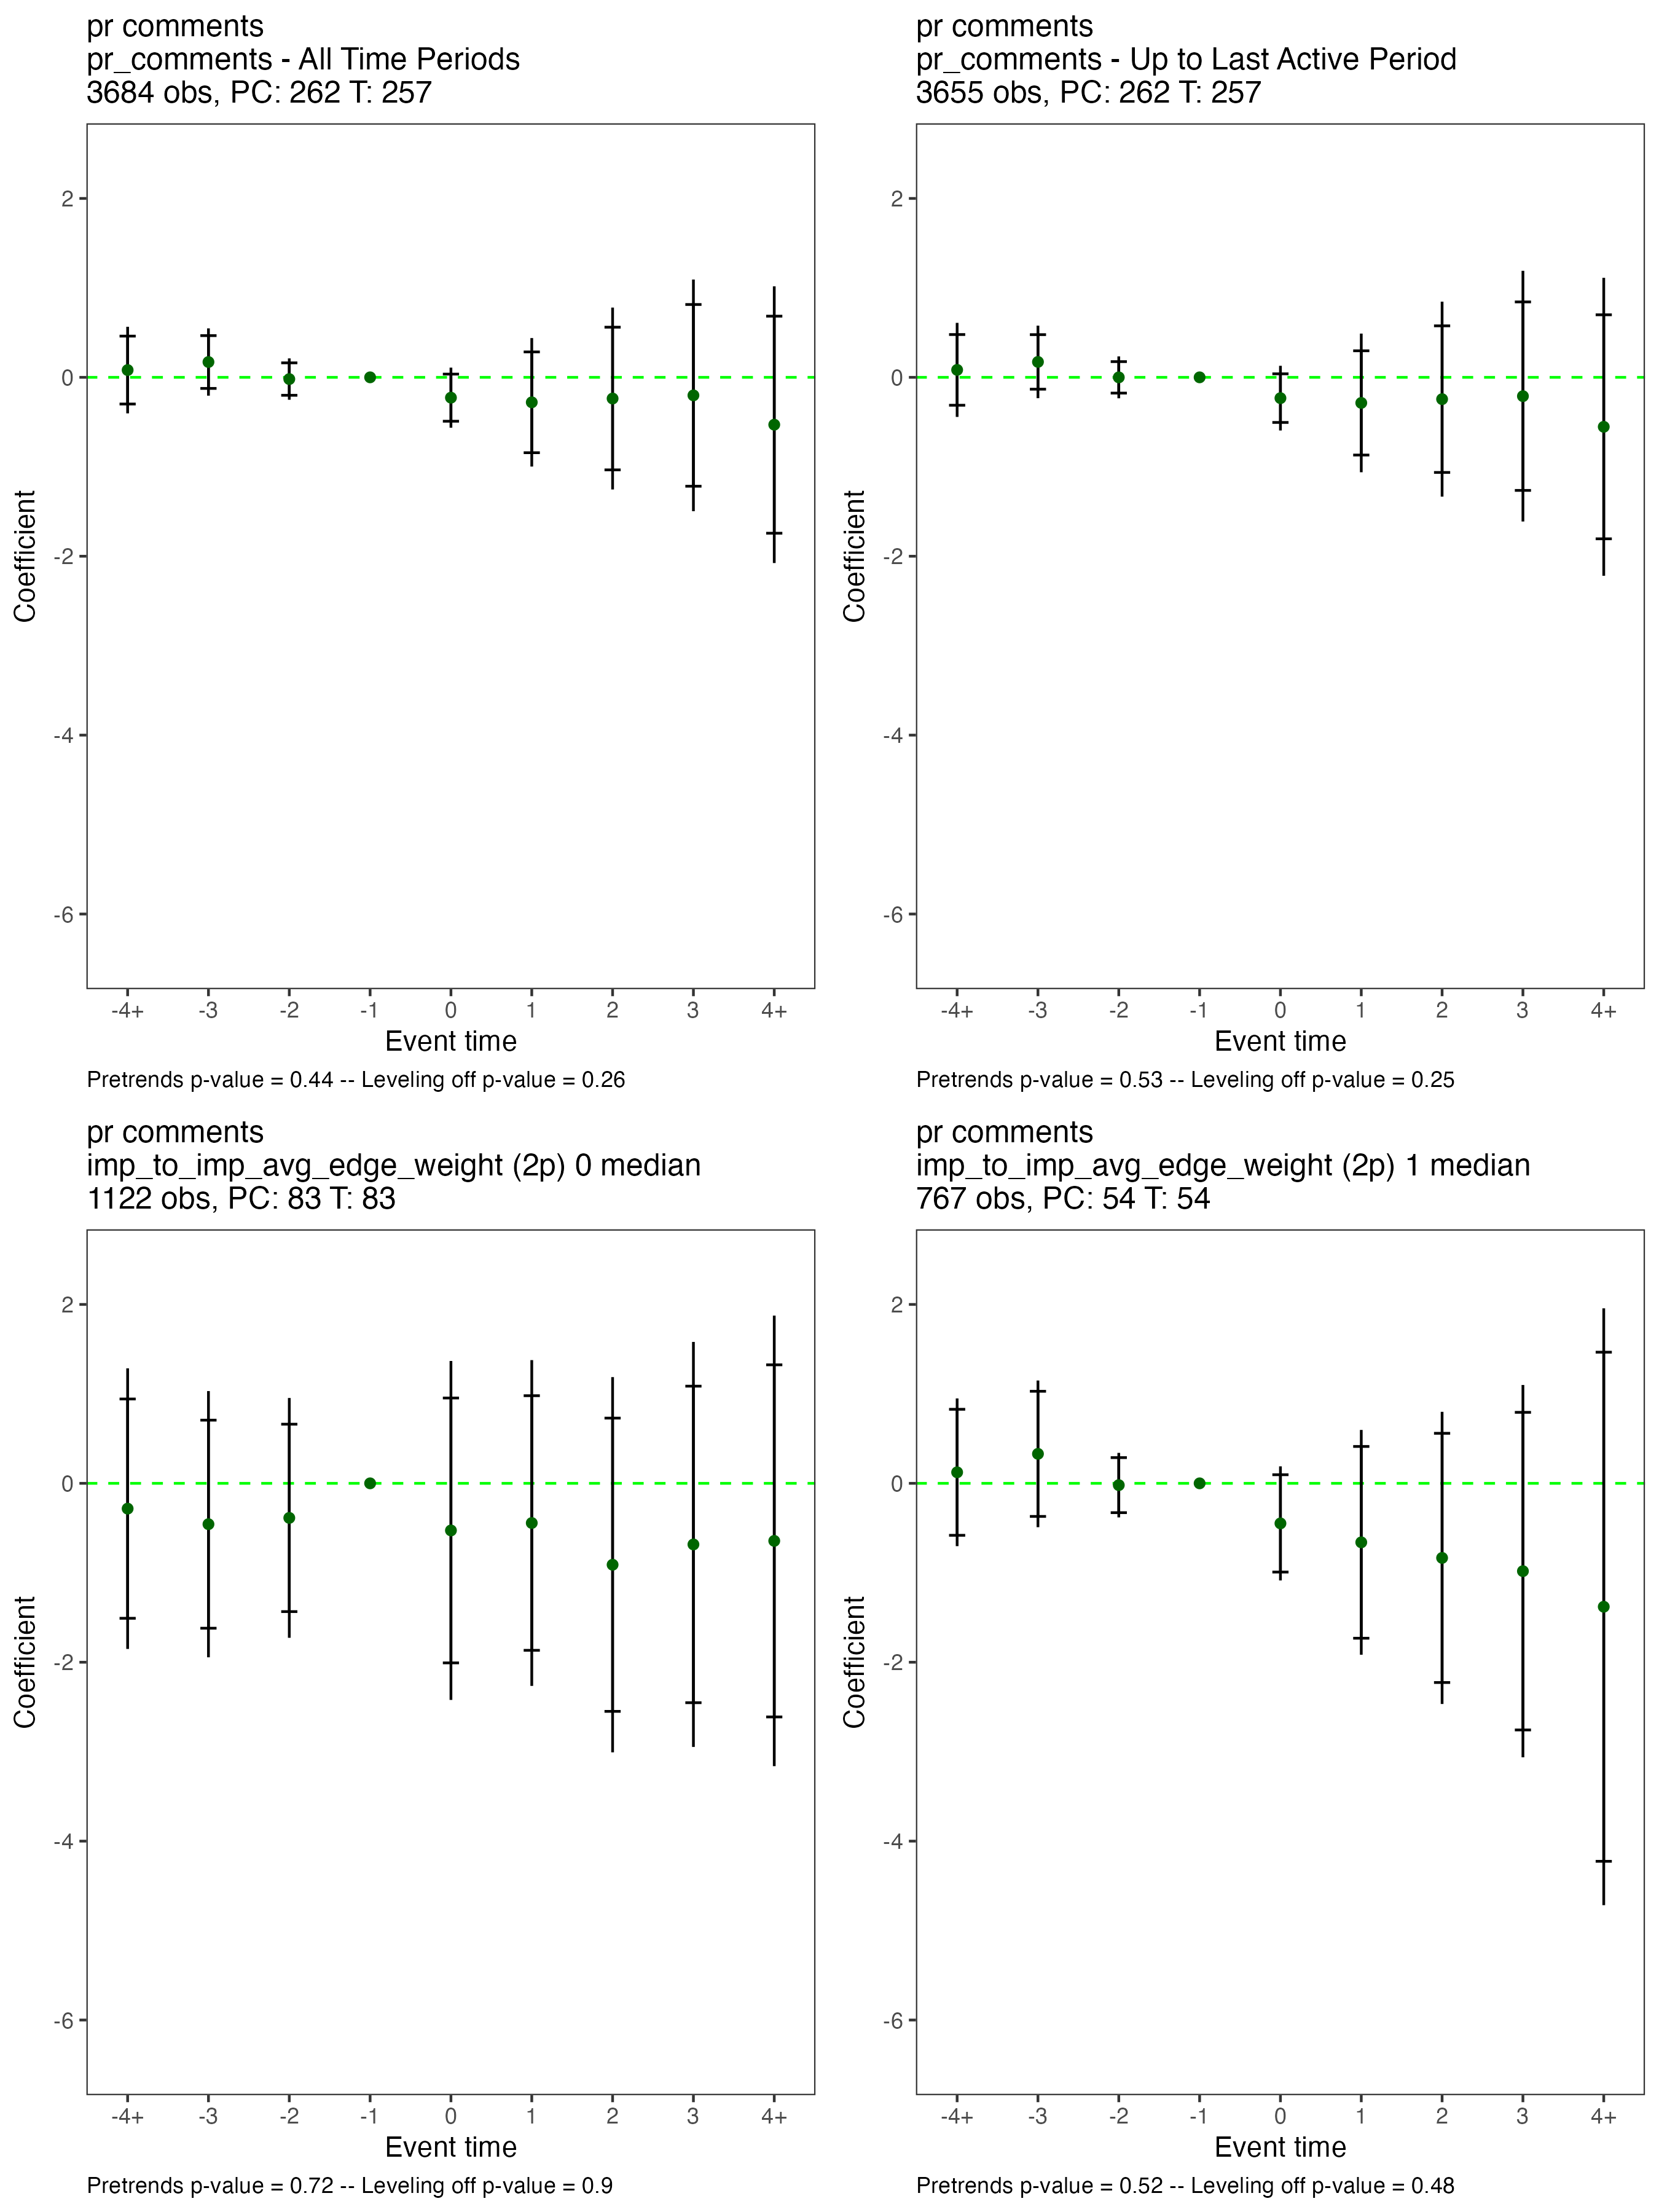 pr comments
pr_comments - All Time Periods
3684 obs, PC: 262 T: 257
2
0
-2
-4
-6
Coefficient
-4+ -3 -2 -1 0 1 2 3 4+
Event time
Pretrends p-value = 0.44 -- Leveling off p-value = 0.26
pr comments
pr_comments - Up to Last Active Period
3655 obs, PC: 262 T: 257
2
0
-2
-4
-6
Coefficient
-4+ -3 -2 -1 0 1 2 3 4+
Event time
Pretrends p-value = 0.53 -- Leveling off p-value = 0.25
pr comments
imp_to_imp_avg_edge_weight (2p) 0 median
1122 obs, PC: 83 T: 83
2
0
-2
-4
-6
Coefficient
-4+ -3 -2 -1 0 1 2 3 4+
Event time
Pretrends p-value = 0.72 -- Leveling off p-value = 0.9
pr comments
imp_to_imp_avg_edge_weight (2p) 1 median
767 obs, PC: 54 T: 54
2
0
-2
-4
-6
Coefficient
-4+ -3 -2 -1 0 1 2 3 4+
Event time
Pretrends p-value = 0.52 -- Leveling off p-value = 0.48